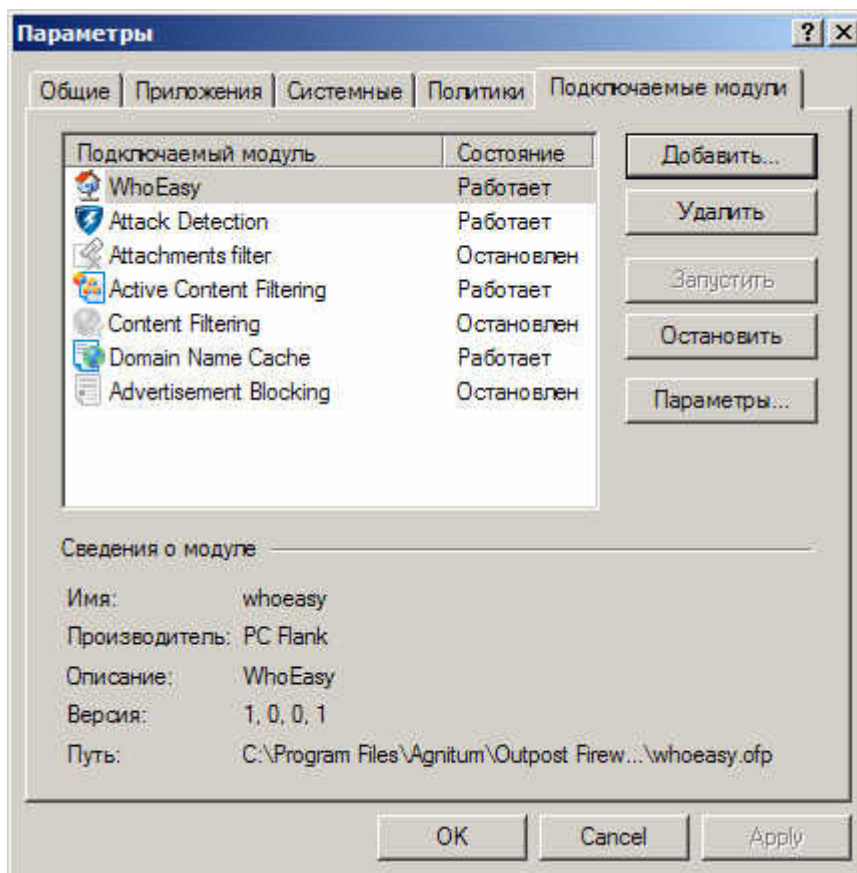 Параметры
Общие Приложения Системные Политики Подключаемые модули
Подключаемый модуль Состояние
WhoEasy Работает
Attack Detection Работает
Attachments filter Остановлен
Active Content Filtering Работает
Content Filtering Остановлен
Domain Name Cache Работает
Advertisement Blocking Остановлен
Добавить...
Удалить
Запустить
Остановить
Параметры...
Сведения о модуле
Имя: whoeasy
Производитель: PC Flank
Описание: WhoEasy
Версия: 1, 0, 0, 1
Путь: C:\Program Files\Agnitum\Outpost Firew...\whoeasy.ofp
OK Cancel Apply